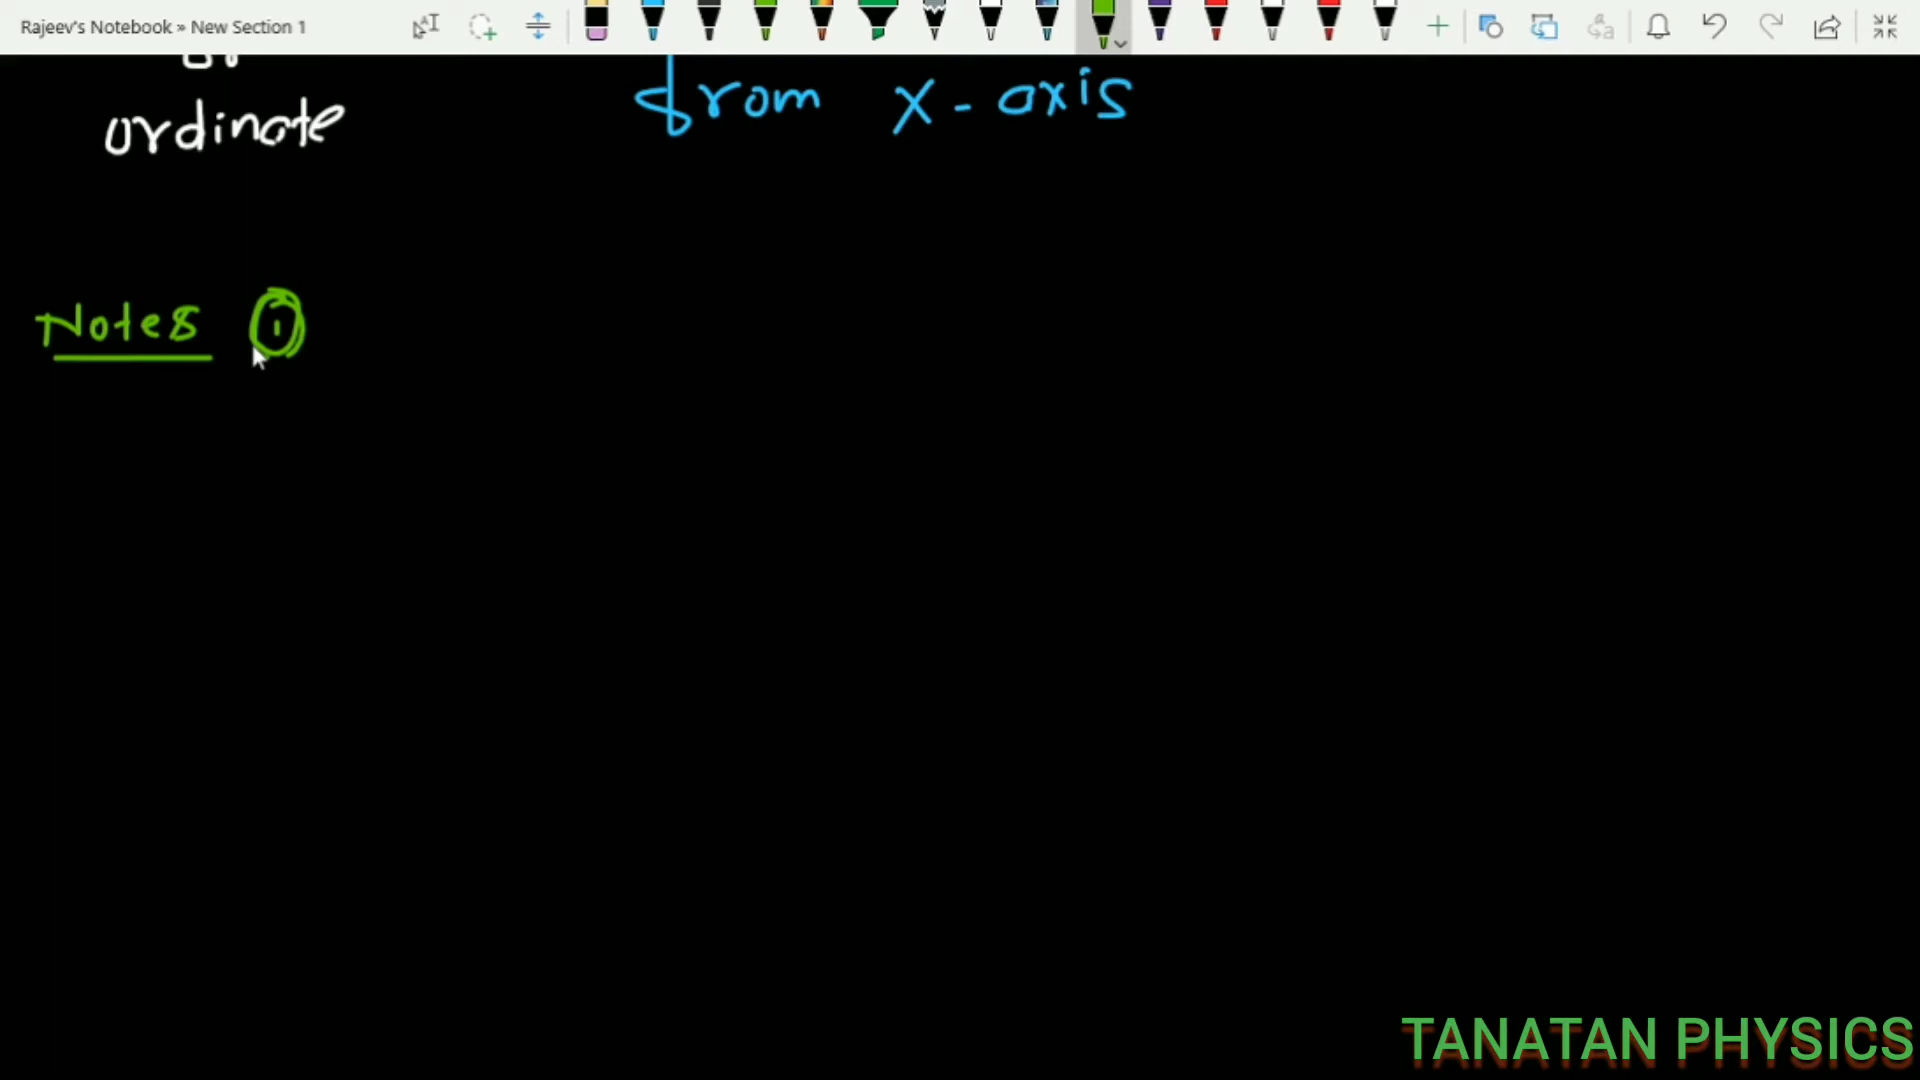 Rajeev's Notebook » New Section 1
from x - axis
ordinate
Notes ①
TANATAN PHYSICS